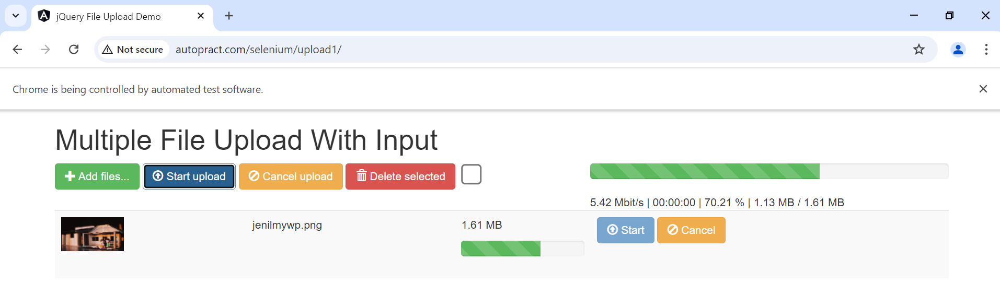 jQuery File Upload Demo
Not secure autopract.com/selenium/upload1/
Chrome is being controlled by automated test software.
Multiple File Upload With Input
Add files... Start upload Cancel upload Delete selected
5.42 Mbit/s | 00:00:00 | 70.21 % | 1.13 MB / 1.61 MB
jenilmywp.png 1.61 MB Start Cancel